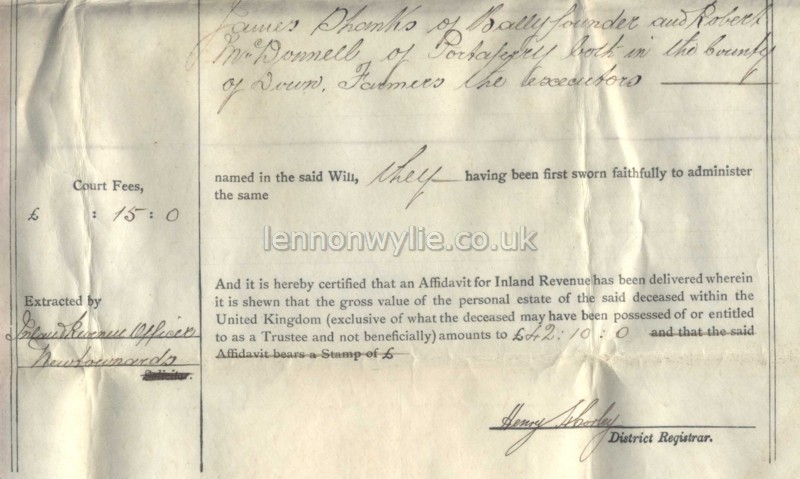 James Shanks of Ballyfounder and Robert
McDonnell of Portaferry both in the County
of Down, Farmers the executors
Court Fees,
£ : 15 : 0
named in the said Will, they having been first sworn faithfully to administer
the same
lennonwylie.co.uk
Extracted by
Inland Revenue Officer
Newtownards
Solicitor.
And it is hereby certified that an Affidavit for Inland Revenue has been delivered wherein
it is shewn that the gross value of the personal estate of the said deceased within the
United Kingdom (exclusive of what the deceased may have been possessed of or entitled
to as a Trustee and not beneficially) amounts to £42 : 10 : 0 and that the said
Affidavit bears a Stamp of £
Henry
District Registrar.